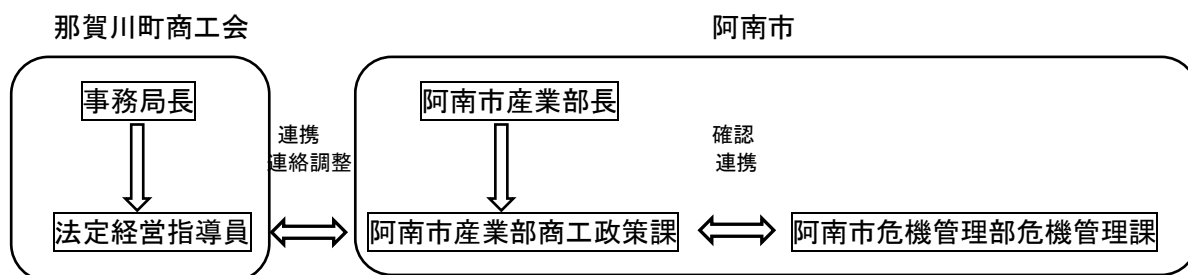 那賀川町商工会
阿南市
事務局長
阿南市産業部長
連携
連絡調整
確認
連携
法定経営指導員
阿南市産業部商工政策課
阿南市危機管理部危機管理課